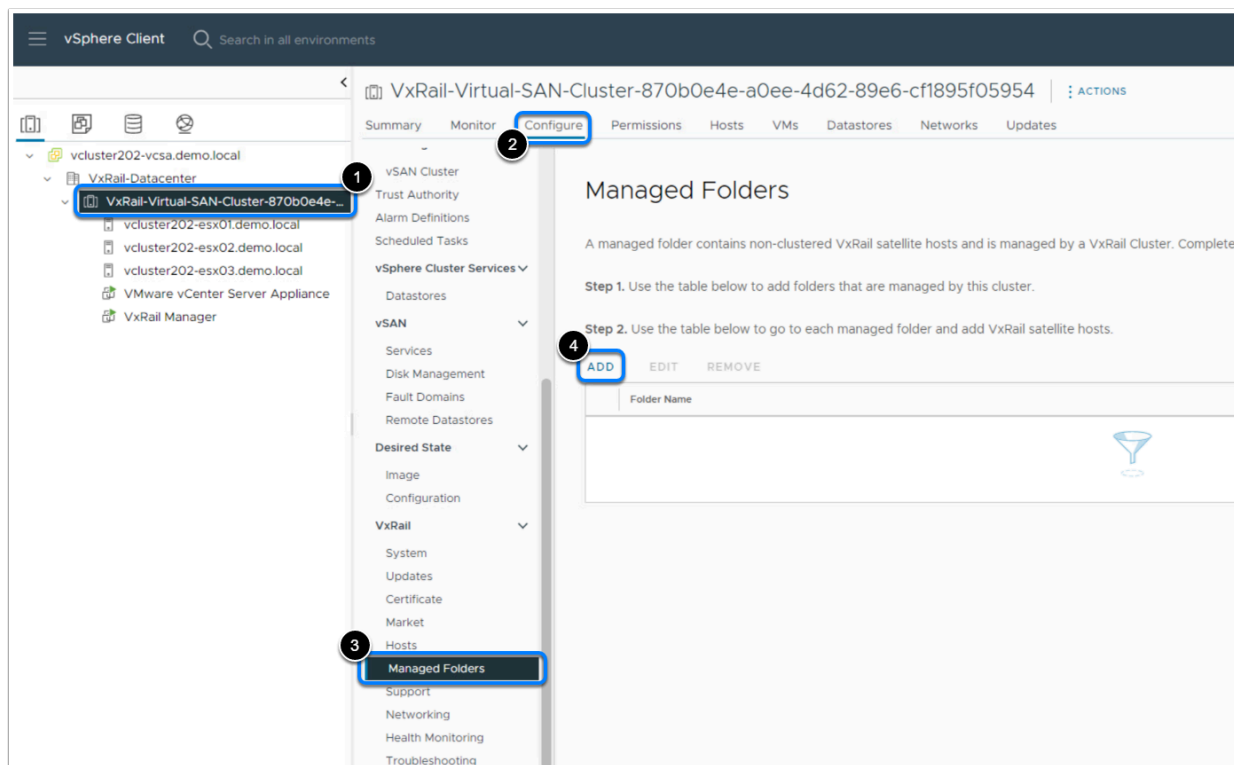 vSphere Client
Search in all environments
VxRail-Virtual-SAN-Cluster-870b0e4e-a0ee-4d62-89e6-cf1895f05954
ACTIONS
Summary Monitor Configure Permissions Hosts VMs Datastores Networks Updates
2
vcluster202-vcsa.demo.local
VxRail-Datacenter
1
VxRail-Virtual-SAN-Cluster-870b0e4e-...
vcluster202-esx01.demo.local
vcluster202-esx02.demo.local
vcluster202-esx03.demo.local
VMware vCenter Server Appliance
VxRail Manager
vSAN Cluster
Trust Authority
Alarm Definitions
Scheduled Tasks
vSphere Cluster Services
Datastores
vSAN
Services
Disk Management
Fault Domains
Remote Datastores
Desired State
Image
Configuration
VxRail
System
Updates
Certificate
Market
Hosts
3
Managed Folders
Support
Networking
Health Monitoring
Troubleshooting
Managed Folders
A managed folder contains non-clustered VxRail satellite hosts and is managed by a VxRail Cluster. Complete
Step 1. Use the table below to add folders that are managed by this cluster.
Step 2. Use the table below to go to each managed folder and add VxRail satellite hosts.
4
ADD EDIT REMOVE
Folder Name